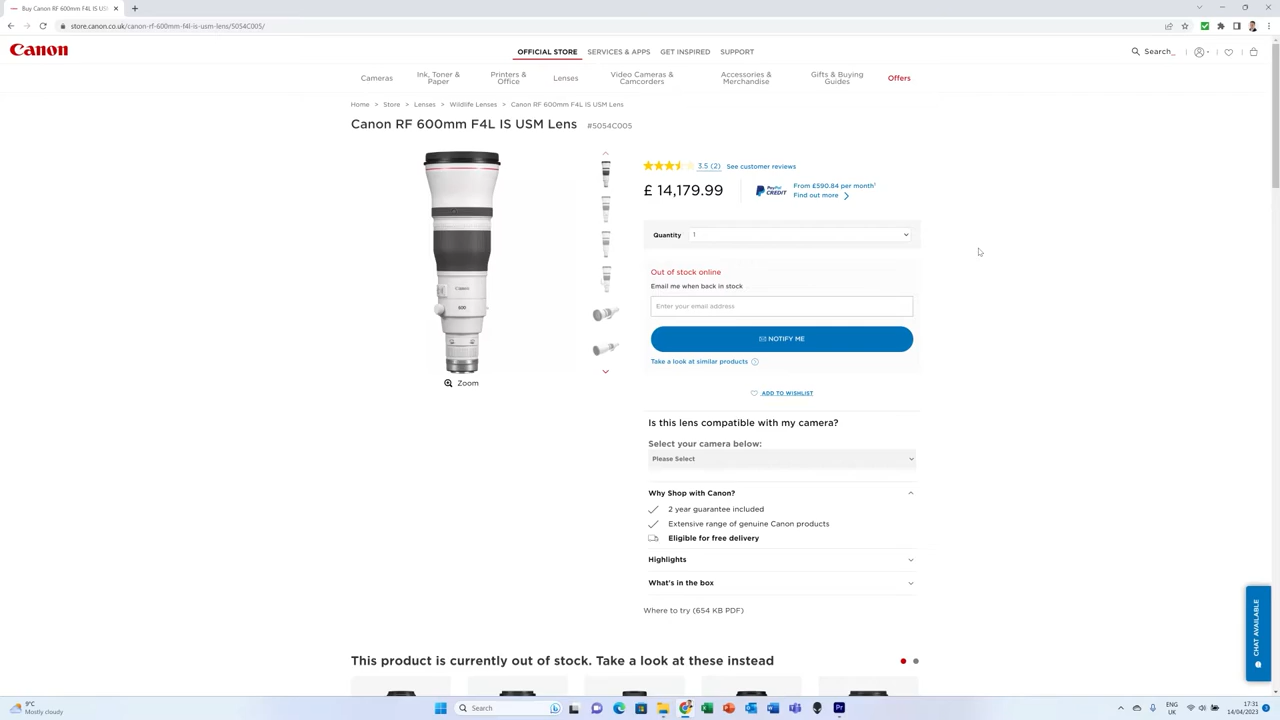 Buy Canon RF 600mm F4L IS US
store.canon.co.uk/canon-rf-600mm-f4l-is-usm-lens/5054C005/
Canon
OFFICIAL STORE SERVICES & APPS GET INSPIRED SUPPORT
Search_
Cameras
Ink, Toner &
Paper
Printers &
Office
Lenses
Video Cameras &
Camcorders
Accessories &
Merchandise
Gifts & Buying
Guides
Offers
Home > Store > Lenses > Wildlife Lenses > Canon RF 600mm F4L IS USM Lens
Canon RF 600mm F4L IS USM Lens #5054C005
3.5 (2) See customer reviews
£ 14,179.99
PayPal
CREDIT
From £590.84 per month¹
Find out more
Quantity 1
Out of stock online
Email me when back in stock
Enter your email address
NOTIFY ME
Take a look at similar products ?
ADD TO WISHLIST
Canon
Zoom
Is this lens compatible with my camera?
Select your camera below:
Please Select
Why Shop with Canon?
2 year guarantee included
Extensive range of genuine Canon products
Eligible for free delivery
Highlights
What's in the box
Where to try (654 KB PDF)
CHAT AVAILABLE
This product is currently out of stock. Take a look at these instead
9°C
Mostly cloudy
Search
ENG
UK
17:31
14/04/2023